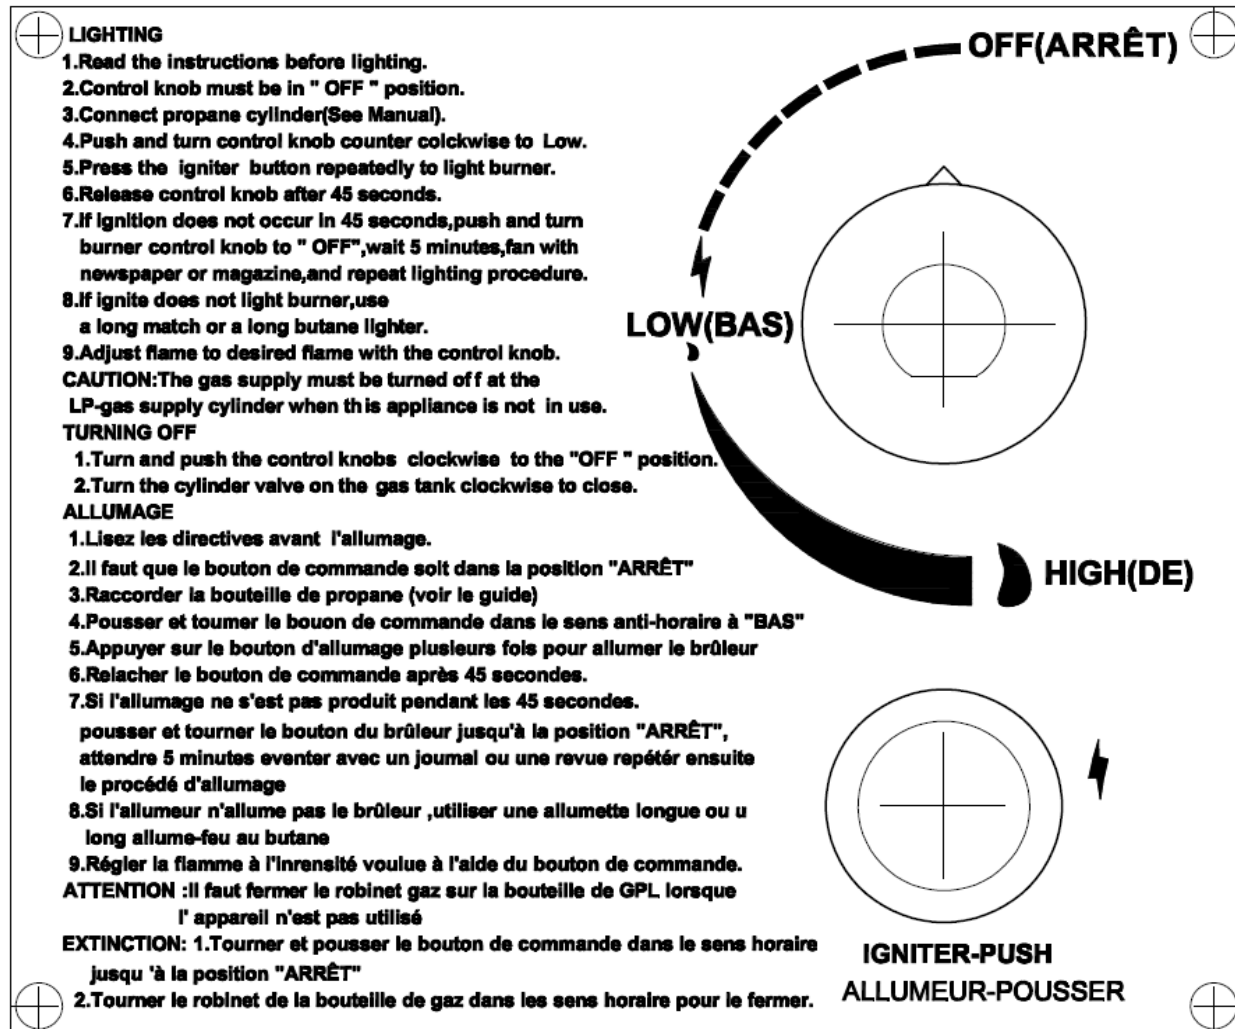 LIGHTING
1.Read the instructions before lighting.
2.Control knob must be in " OFF " position.
3.Connect propane cylinder(See Manual).
4.Push and turn control knob counter colckwise to Low.
5.Press the igniter button repeatedly to light burner.
6.Release control knob after 45 seconds.
7.If ignition does not occur in 45 seconds,push and turn
burner control knob to " OFF",wait 5 minutes,fan with
newspaper or magazine,and repeat lighting procedure.
8.If ignite does not light burner,use
a long match or a long butane lighter.
9.Adjust flame to desired flame with the control knob.
CAUTION:The gas supply must be turned off at the
LP-gas supply cylinder when this appliance is not in use.
TURNING OFF
1.Turn and push the control knobs clockwise to the "OFF " position.
2.Turn the cylinder valve on the gas tank clockwise to close.
ALLUMAGE
1.Lisez les directives avant l'allumage.
2.Il faut que le bouton de commande soit dans la position "ARRÊT"
3.Raccorder la bouteille de propane (voir le guide)
4.Pousser et toumer le bouon de commande dans le sens anti-horaire à "BAS"
5.Appuyer sur le bouton d'allumage plusieurs fois pour allumer le brûleur
6.Relacher le bouton de commande après 45 secondes.
7.Si l'allumage ne s'est pas produit pendant les 45 secondes.
pousser et tourner le bouton du brûleur jusqu'à la position "ARRÊT",
attendre 5 minutes eventer avec un joumal ou une revue repétér ensuite
le procédé d'allumage
8.Si l'allumeur n'allume pas le brûleur ,utiliser une allumette longue ou u
long allume-feu au butane
9.Régler la flamme à l'inrensité voulue à l'aide du bouton de commande.
ATTENTION :Il faut fermer le robinet gaz sur la bouteille de GPL lorsque
l' appareil n'est pas utilisé
EXTINCTION: 1.Tourner et pousser le bouton de commande dans le sens horaire
jusqu 'à la position "ARRÊT"
2.Tourner le robinet de la bouteille de gaz dans les sens horaire pour le fermer.
OFF(ARRÊT)
LOW(BAS)
HIGH(DE)
IGNITER-PUSH
ALLUMEUR-POUSSER